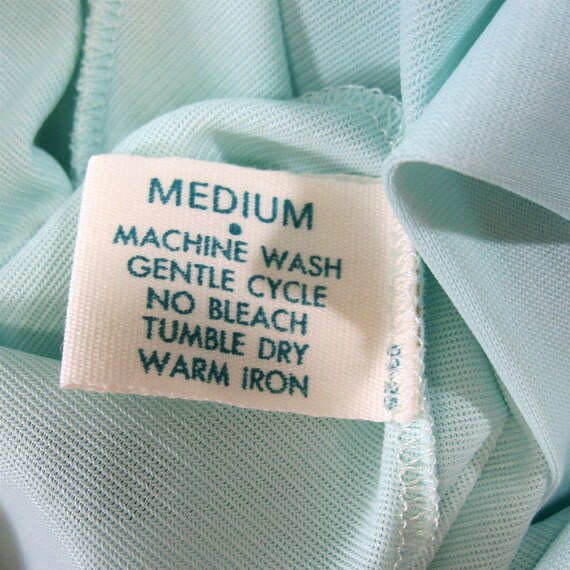 MEDIUM
•
MACHINE WASH
GENTLE CYCLE
NO BLEACH
TUMBLE DRY
WARM IRON